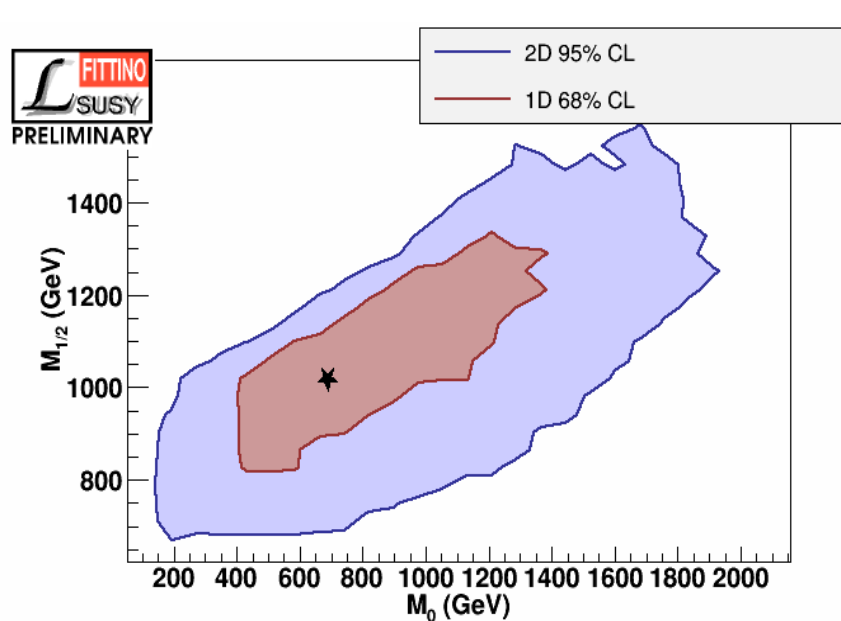 FITTINO
L SUSY
PRELIMINARY
2D 95% CL
1D 68% CL
M1/2 (GeV)
1400
1200
1000
800
200 400 600 800 1000 1200 1400 1600 1800 2000
M0 (GeV)